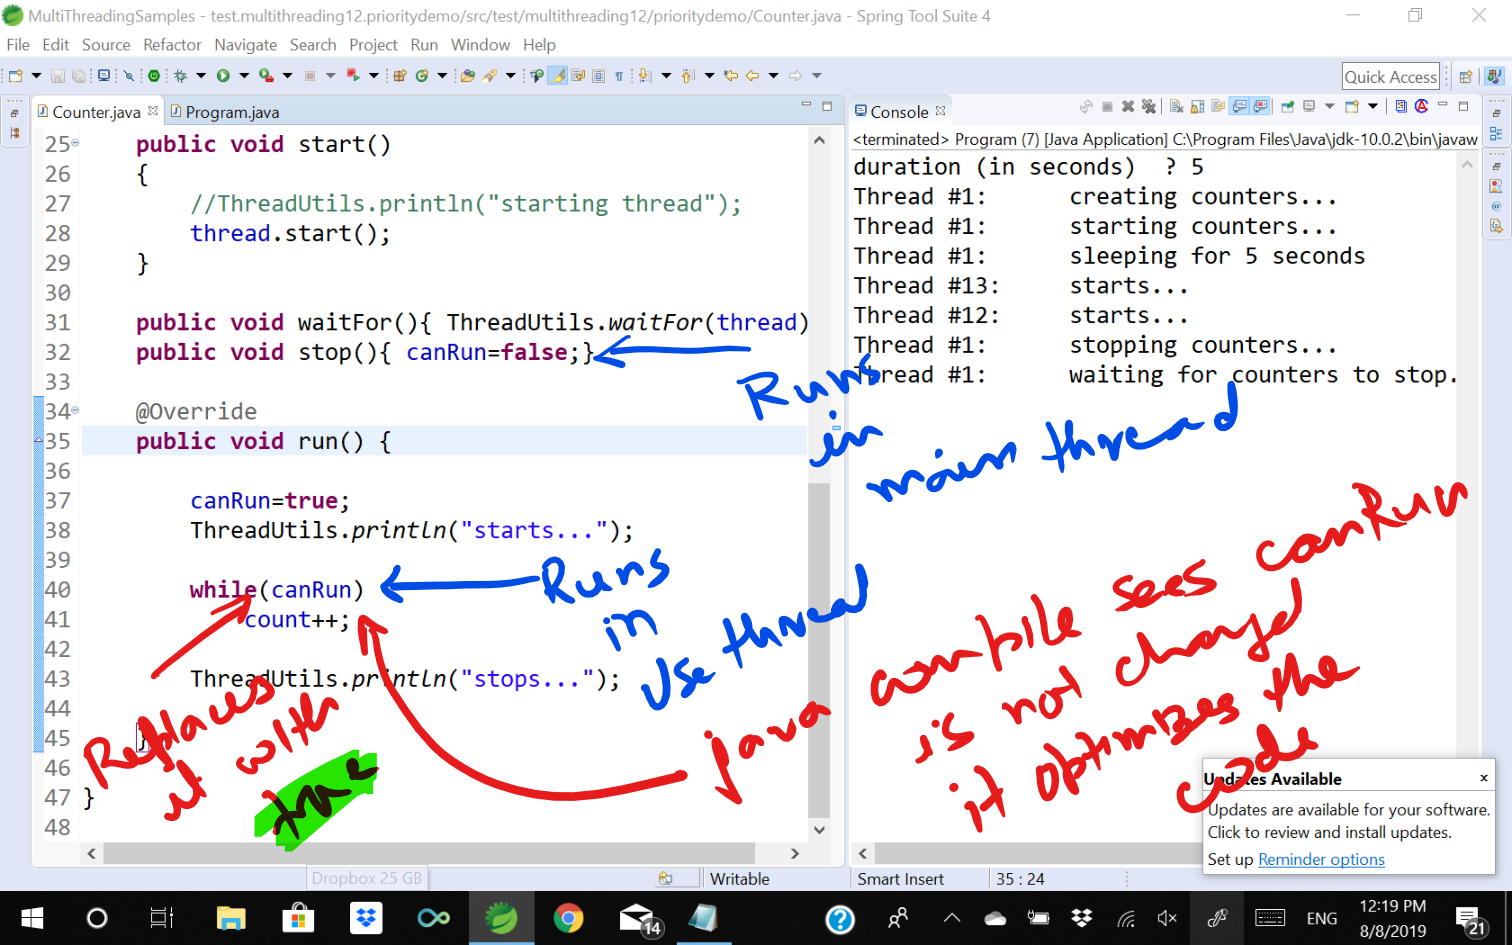 MultiThreadingSamples - test.multithreading12.prioritydemo/src/test/multithreading12/prioritydemo/Counter.java - Spring Tool Suite 4
File Edit Source Refactor Navigate Search Project Run Window Help
Quick Access
Counter.java
Program.java
25 public void start()
26 {
27 //ThreadUtils.println("starting thread");
28 thread.start();
29 }
30
31 public void waitFor(){ ThreadUtils.waitFor(thread)
32 public void stop(){ canRun=false;}
33
34 @Override
35 public void run() {
36
37 canRun=true;
38 ThreadUtils.println("starts...");
39
40 while(canRun)
41 count++;
42
43 ThreadUtils.println("stops...");
44
45 }
46
47 }
48
Runs
in
main thread
Runs
in
Use thread
Replaces
it with
true
java compile sees canRun
is not changed
it optimizes the
code
Console
<terminated> Program (7) [Java Application] C:\Program Files\Java\jdk-10.0.2\bin\javaw
duration (in seconds) ? 5
Thread #1: creating counters...
Thread #1: starting counters...
Thread #1: sleeping for 5 seconds
Thread #13: starts...
Thread #12: starts...
Thread #1: stopping counters...
Thread #1: waiting for counters to stop.
Updates Available
Updates are available for your software.
Click to review and install updates.
Set up Reminder options
Dropbox 25 GB
Writable
Smart Insert
35 : 24
14
ENG
12:19 PM
8/8/2019
21